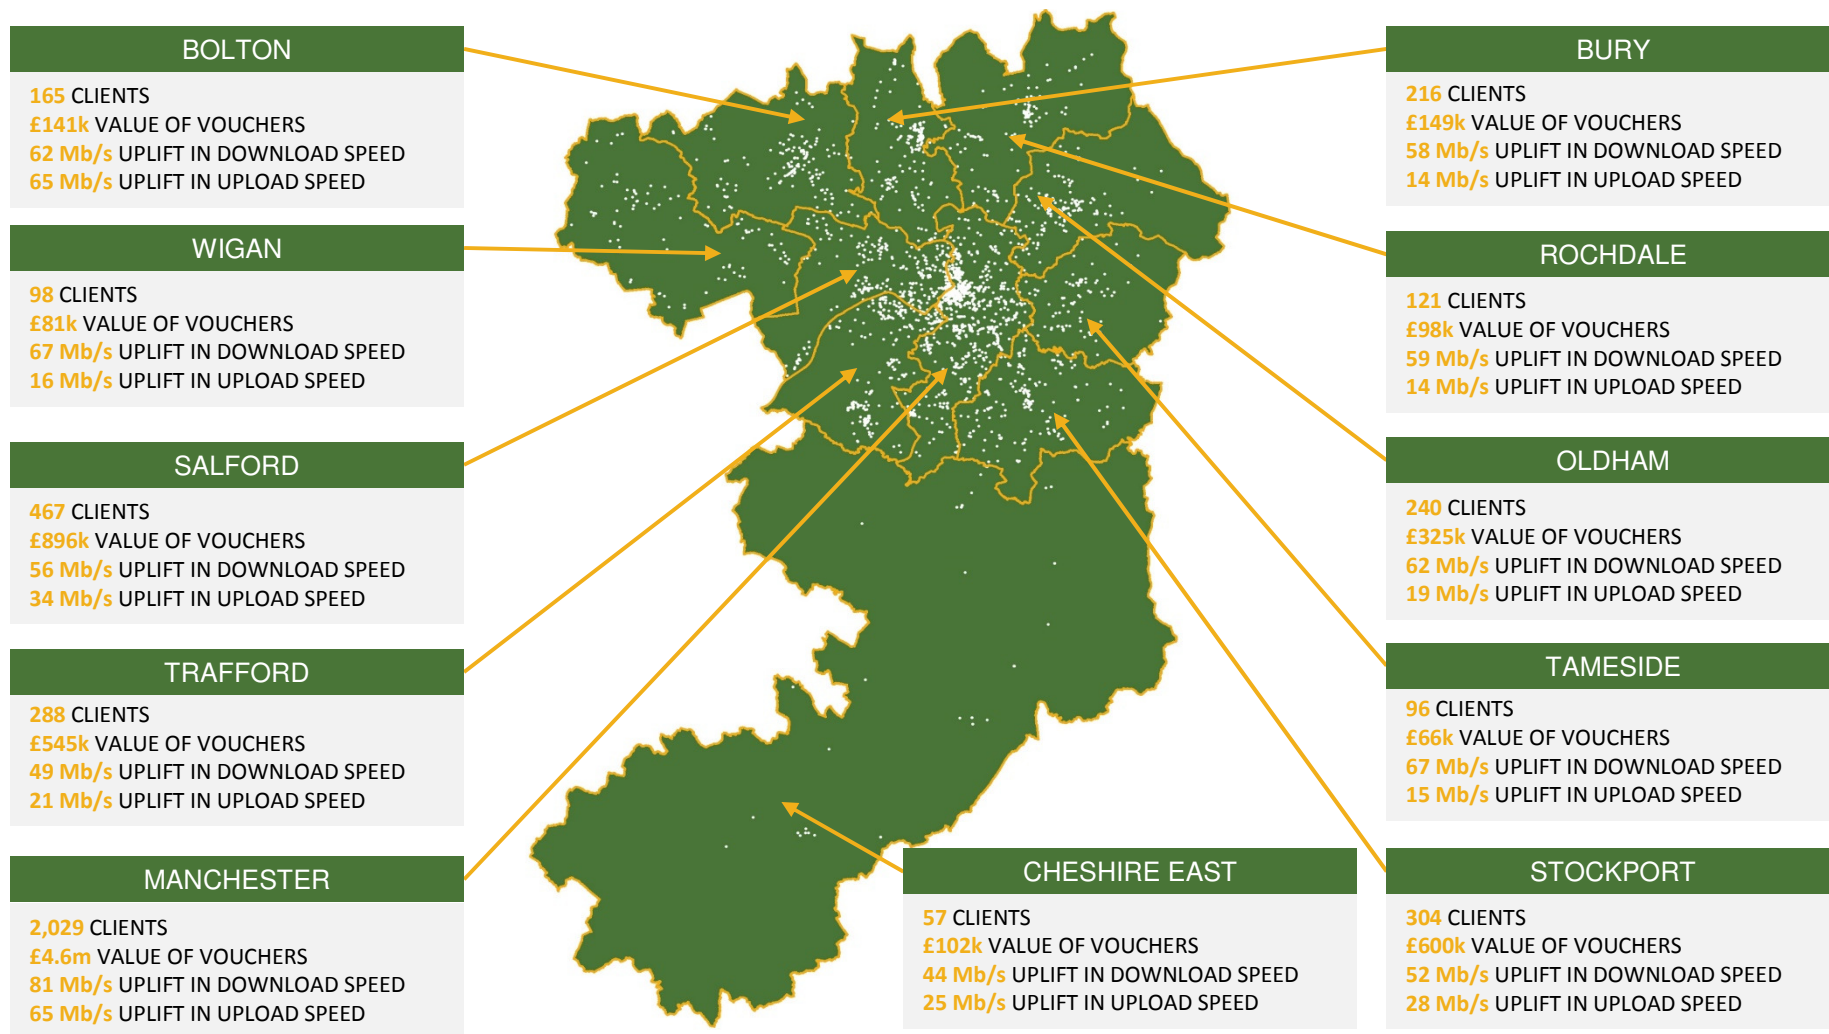 BOLTON
165 CLIENTS
£141k VALUE OF VOUCHERS
62 Mb/s UPLIFT IN DOWNLOAD SPEED
65 Mb/s UPLIFT IN UPLOAD SPEED
WIGAN
98 CLIENTS
£81k VALUE OF VOUCHERS
67 Mb/s UPLIFT IN DOWNLOAD SPEED
16 Mb/s UPLIFT IN UPLOAD SPEED
SALFORD
467 CLIENTS
£896k VALUE OF VOUCHERS
56 Mb/s UPLIFT IN DOWNLOAD SPEED
34 Mb/s UPLIFT IN UPLOAD SPEED
TRAFFORD
288 CLIENTS
£545k VALUE OF VOUCHERS
49 Mb/s UPLIFT IN DOWNLOAD SPEED
21 Mb/s UPLIFT IN UPLOAD SPEED
MANCHESTER
2,029 CLIENTS
£4.6m VALUE OF VOUCHERS
81 Mb/s UPLIFT IN DOWNLOAD SPEED
65 Mb/s UPLIFT IN UPLOAD SPEED
CHESHIRE EAST
57 CLIENTS
£102k VALUE OF VOUCHERS
44 Mb/s UPLIFT IN DOWNLOAD SPEED
25 Mb/s UPLIFT IN UPLOAD SPEED
BURY
216 CLIENTS
£149k VALUE OF VOUCHERS
58 Mb/s UPLIFT IN DOWNLOAD SPEED
14 Mb/s UPLIFT IN UPLOAD SPEED
ROCHDALE
121 CLIENTS
£98k VALUE OF VOUCHERS
59 Mb/s UPLIFT IN DOWNLOAD SPEED
14 Mb/s UPLIFT IN UPLOAD SPEED
OLDHAM
240 CLIENTS
£325k VALUE OF VOUCHERS
62 Mb/s UPLIFT IN DOWNLOAD SPEED
19 Mb/s UPLIFT IN UPLOAD SPEED
TAMESIDE
96 CLIENTS
£66k VALUE OF VOUCHERS
67 Mb/s UPLIFT IN DOWNLOAD SPEED
15 Mb/s UPLIFT IN UPLOAD SPEED
STOCKPORT
304 CLIENTS
£600k VALUE OF VOUCHERS
52 Mb/s UPLIFT IN DOWNLOAD SPEED
28 Mb/s UPLIFT IN UPLOAD SPEED